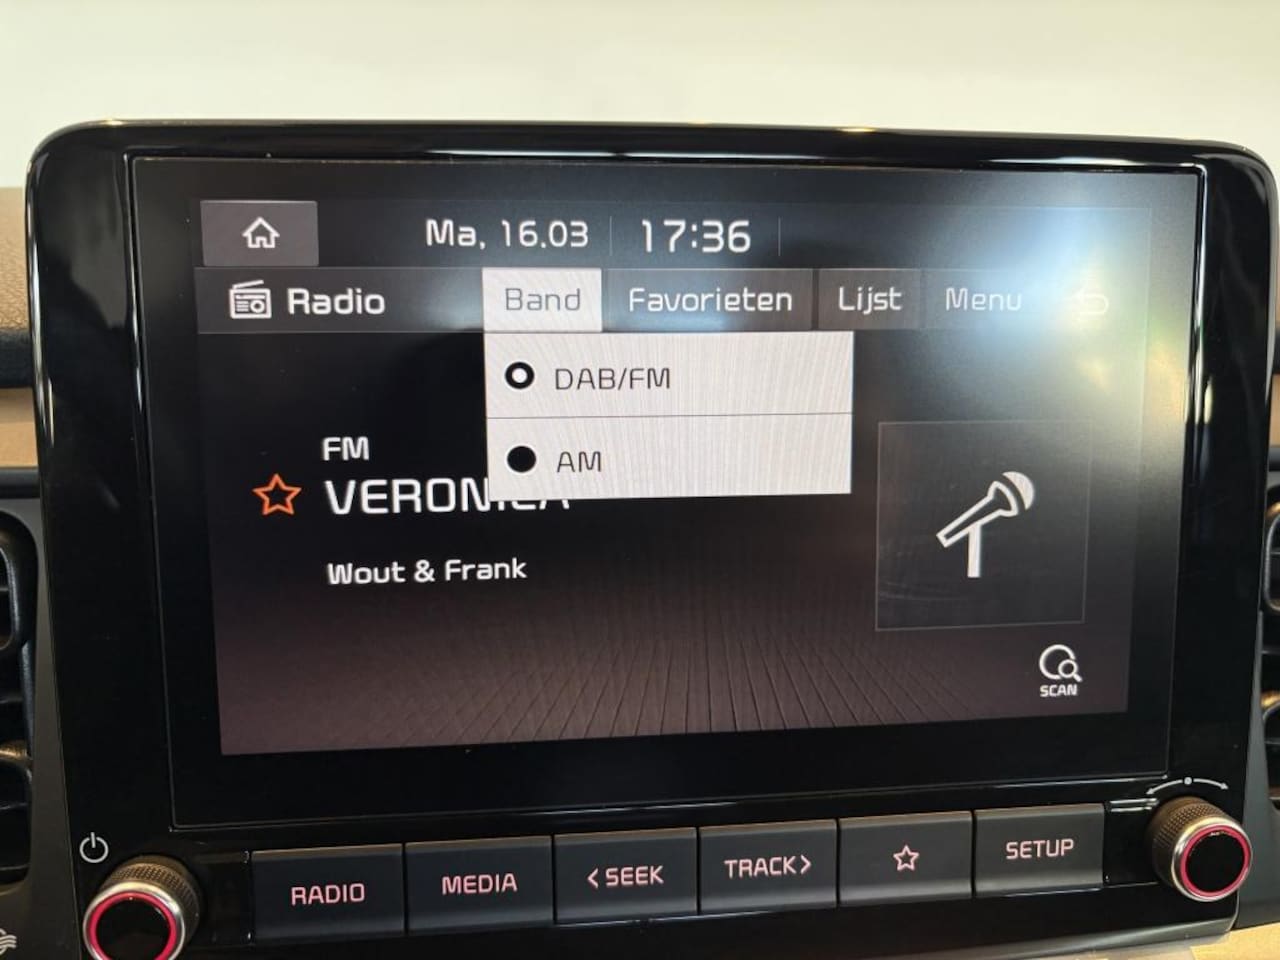 Ma, 16.03 17:36
Radio Band Favorieten Lijst Menu
DAB/FM
AM
FM
VERONICA
Wout & Frank
SCAN
RADIO MEDIA <SEEK TRACK> SETUP